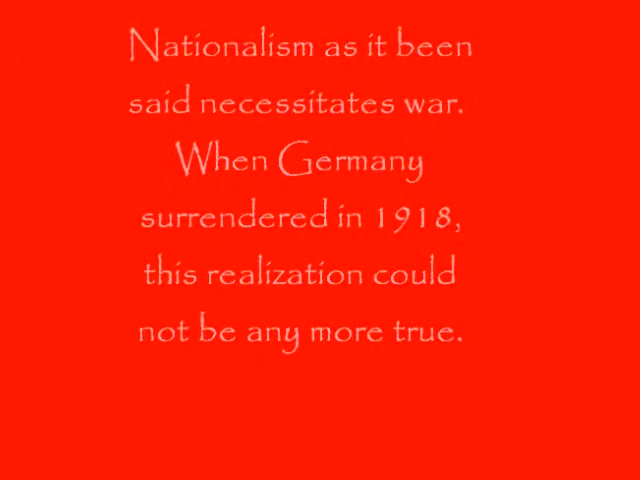 Nationalism as it been
said necessitates war.
When Germany
surrendered in 1918,
this realization could
not be any more true.